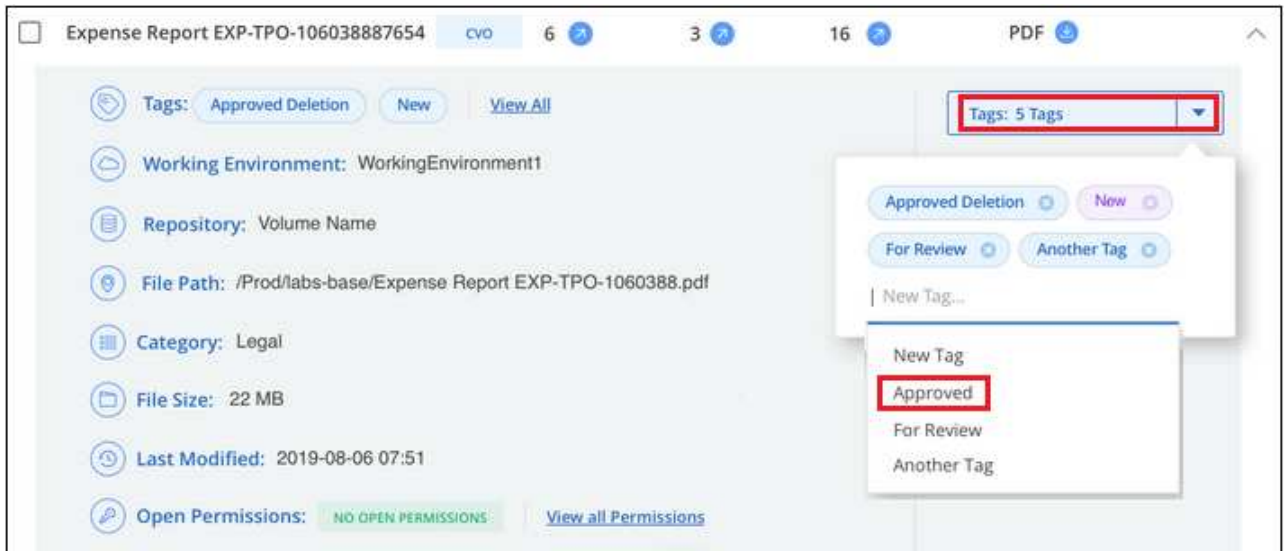 Expense Report EXP-TPO-106038887654 CVO 6 3 16 PDF
Tags: Approved Deletion New View All
Tags: 5 Tags
Working Environment: WorkingEnvironment1
Approved Deletion New
Repository: Volume Name
For Review Another Tag
File Path: /Prod/labs-base/Expense Report EXP-TPO-1060388.pdf
New Tag...
Category: Legal
New Tag
Approved
File Size: 22 MB
For Review
Last Modified: 2019-08-06 07:51
Another Tag
Open Permissions: NO OPEN PERMISSIONS View all Permissions